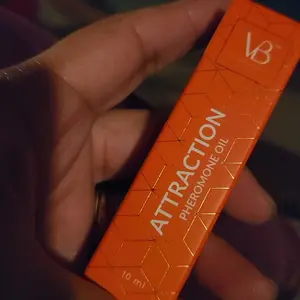 VB
ATTRACTION
PHEROMONE OIL
10 ml